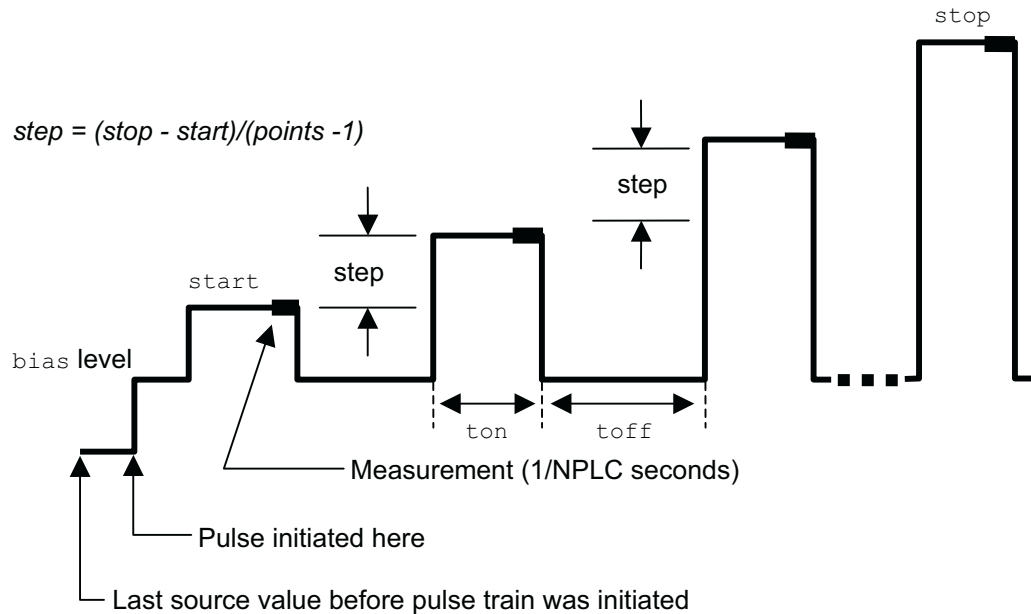 stop
step = (stop - start)/(points -1)
step
step
start
bias level
ton
toff
Measurement (1/NPLC seconds)
Pulse initiated here
Last source value before pulse train was initiated